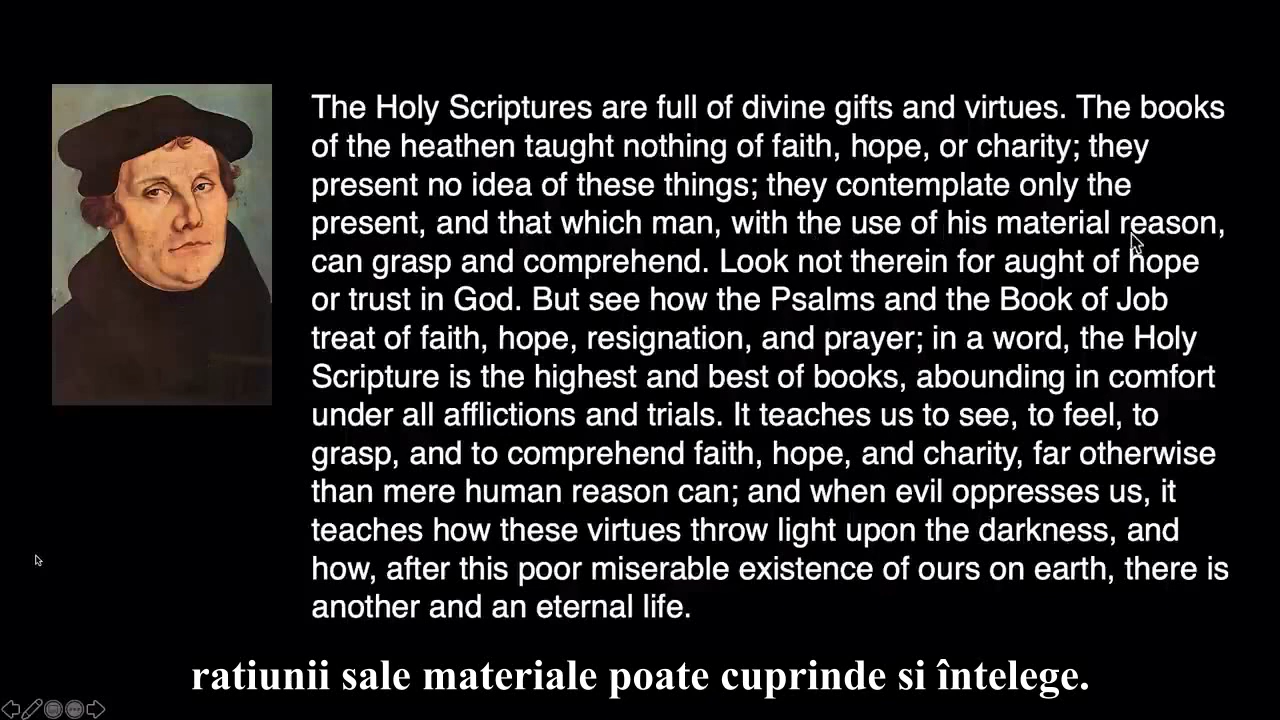 The Holy Scriptures are full of divine gifts and virtues. The books
of the heathen taught nothing of faith, hope, or charity; they
present no idea of these things; they contemplate only the
present, and that which man, with the use of his material reason,
can grasp and comprehend. Look not therein for aught of hope
or trust in God. But see how the Psalms and the Book of Job
treat of faith, hope, resignation, and prayer; in a word, the Holy
Scripture is the highest and best of books, abounding in comfort
under all afflictions and trials. It teaches us to see, to feel, to
grasp, and to comprehend faith, hope, and charity, far otherwise
than mere human reason can; and when evil oppresses us, it
teaches how these virtues throw light upon the darkness, and
how, after this poor miserable existence of ours on earth, there is
another and an eternal life.
ratiunii sale materiale poate cuprinde si întelege.